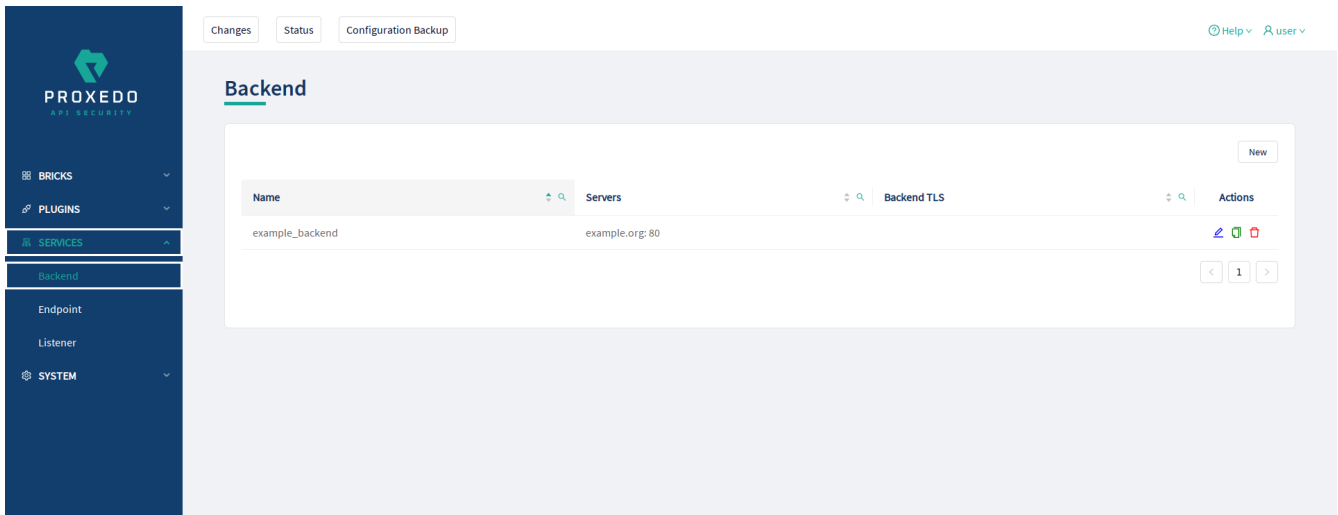 Changes Status Configuration Backup Help user
PROXEDO
API SECURITY
Backend
New
BRICKS
PLUGINS
SERVICES
Backend
Endpoint
Listener
SYSTEM
Name Servers Backend TLS Actions
example_backend example.org: 80
1